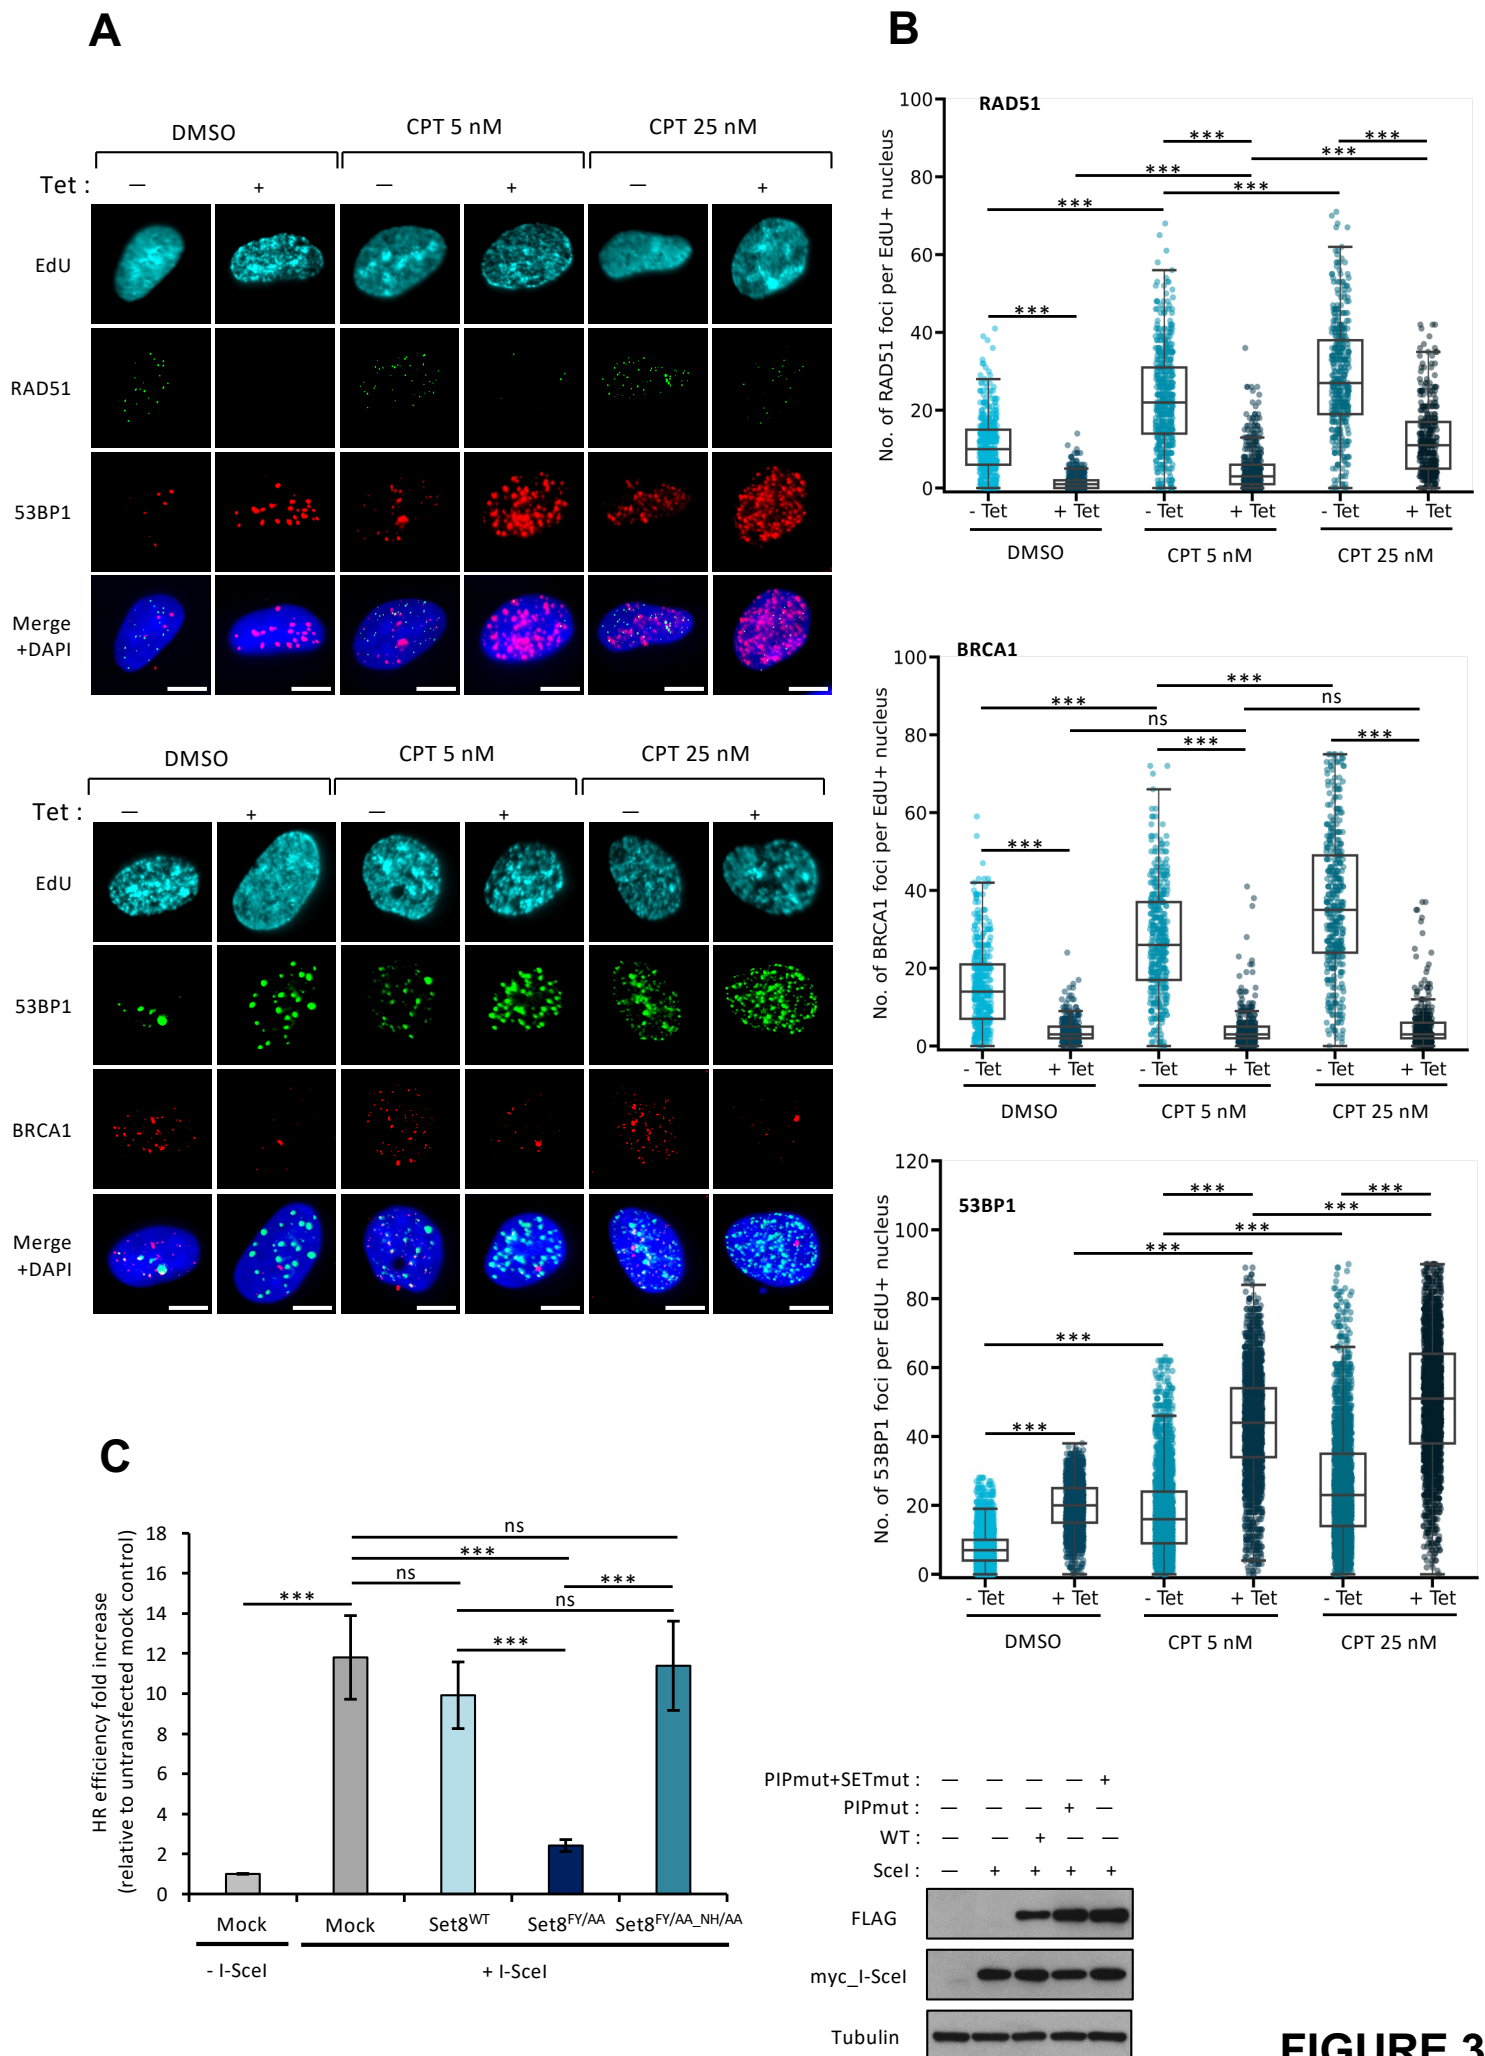 A
DMSO
CPT 5 nM
CPT 25 nM
Tet :
—
+
—
+
—
+
EdU
RAD51
53BP1
Merge
+DAPI
DMSO
CPT 5 nM
CPT 25 nM
Tet :
—
+
—
+
—
+
EdU
53BP1
BRCA1
Merge
+DAPI
B
RAD51
No. of RAD51 foci per EdU+ nucleus
100
80
60
40
20
0
***
***
***
***
***
***
***
- Tet
+ Tet
- Tet
+ Tet
- Tet
+ Tet
DMSO
CPT 5 nM
CPT 25 nM
BRCA1
No. of BRCA1 foci per EdU+ nucleus
100
80
60
40
20
0
***
ns
***
ns
***
***
***
- Tet
+ Tet
- Tet
+ Tet
- Tet
+ Tet
DMSO
CPT 5 nM
CPT 25 nM
53BP1
No. of 53BP1 foci per EdU+ nucleus
120
100
80
60
40
20
0
***
***
***
***
***
***
***
- Tet
+ Tet
- Tet
+ Tet
- Tet
+ Tet
DMSO
CPT 5 nM
CPT 25 nM
C
HR efficiency fold increase
(relative to untransfected mock control)
18
16
14
12
10
8
6
4
2
0
ns
***
ns
***
***
ns
***
Mock
Mock
Set8WT
Set8FY/AA
Set8FY/AA_NH/AA
- I-SceI
+ I-SceI
PIPmut+SETmut : — — — — +
PIPmut : — — — + —
WT : — — + — —
SceI : — + + + +
FLAG
myc_I-SceI
Tubulin
FIGURE 3